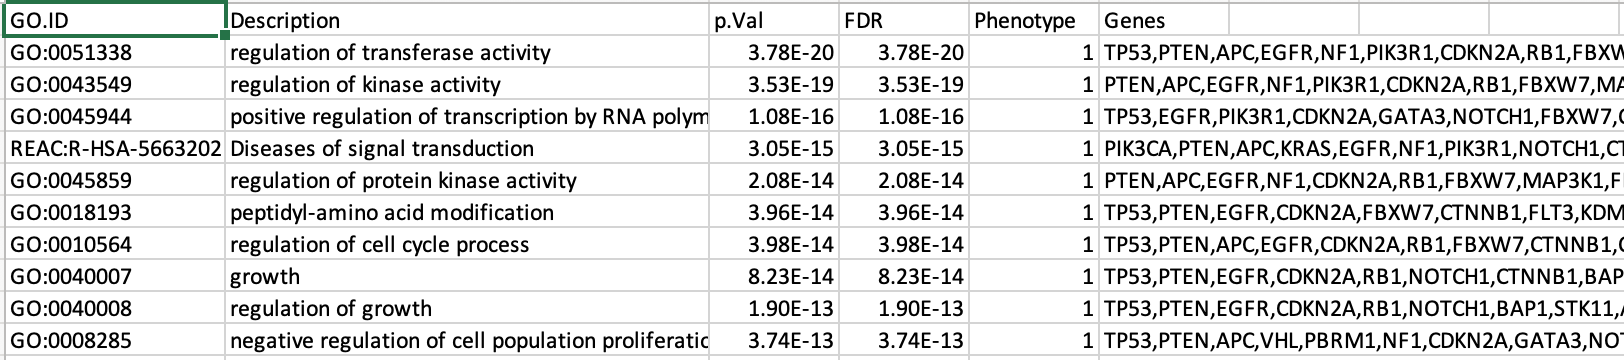 GO.ID Description p.Val FDR Phenotype Genes
GO:0051338 regulation of transferase activity 3.78E-20 3.78E-20 1 TP53,PTEN,APC,EGFR,NF1,PIK3R1,CDKN2A,RB1,FBXW
GO:0043549 regulation of kinase activity 3.53E-19 3.53E-19 1 PTEN,APC,EGFR,NF1,PIK3R1,CDKN2A,RB1,FBXW7,MA
GO:0045944 positive regulation of transcription by RNA polym 1.08E-16 1.08E-16 1 TP53,EGFR,PIK3R1,CDKN2A,GATA3,NOTCH1,FBXW7,
REAC:R-HSA-5663202 Diseases of signal transduction 3.05E-15 3.05E-15 1 PIK3CA,PTEN,APC,KRAS,EGFR,NF1,PIK3R1,NOTCH1,CT
GO:0045859 regulation of protein kinase activity 2.08E-14 2.08E-14 1 PTEN,APC,EGFR,NF1,CDKN2A,RB1,FBXW7,MAP3K1,F
GO:0018193 peptidyl-amino acid modification 3.96E-14 3.96E-14 1 TP53,PTEN,EGFR,CDKN2A,FBXW7,CTNNB1,FLT3,KDM
GO:0010564 regulation of cell cycle process 3.98E-14 3.98E-14 1 TP53,PTEN,APC,EGFR,CDKN2A,RB1,FBXW7,CTNNB1,
GO:0040007 growth 8.23E-14 8.23E-14 1 TP53,PTEN,EGFR,CDKN2A,RB1,NOTCH1,CTNNB1,BAP
GO:0040008 regulation of growth 1.90E-13 1.90E-13 1 TP53,PTEN,EGFR,CDKN2A,RB1,NOTCH1,BAP1,STK11,
GO:0008285 negative regulation of cell population proliferatic 3.74E-13 3.74E-13 1 TP53,PTEN,APC,VHL,PBRM1,NF1,CDKN2A,GATA3,NO